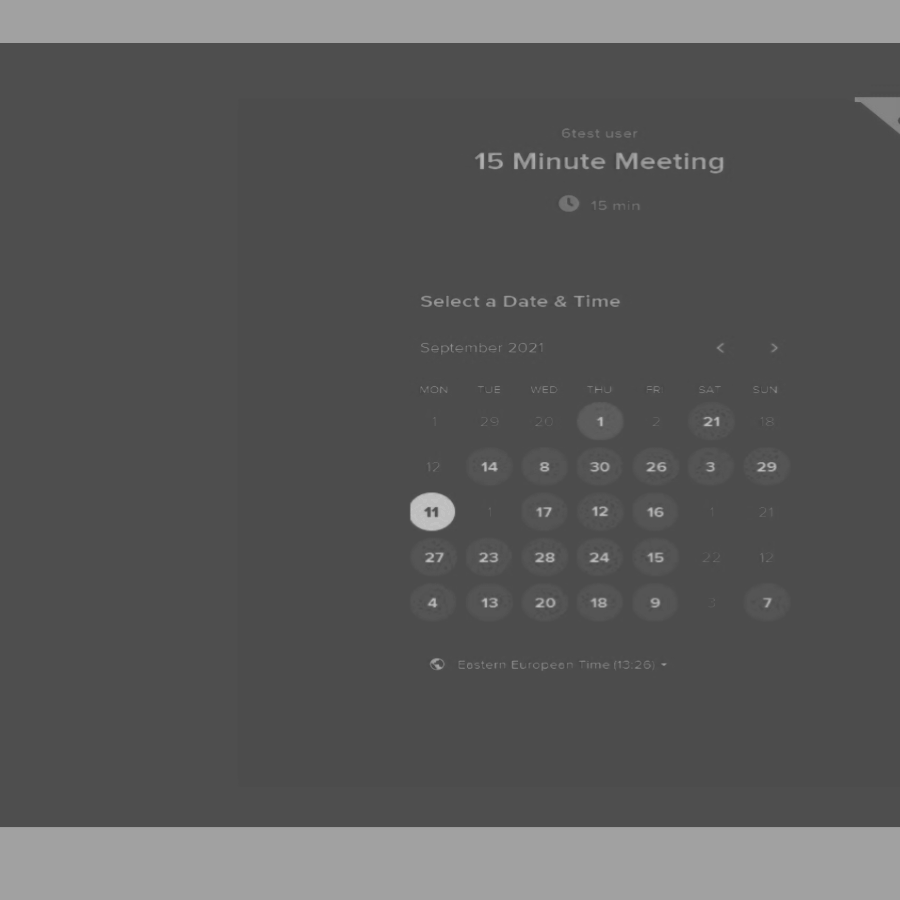 6test user
15 Minute Meeting
15 min
Select a Date & Time
September 2021
MON TUE WED THU FRI SAT SUN
1 29 20 1 2 21 18
12 14 8 30 26 3 29
11 1 17 12 16 1 21
27 23 28 24 15 22 12
4 13 20 18 9 3 7
Eastern European Time (13:26)